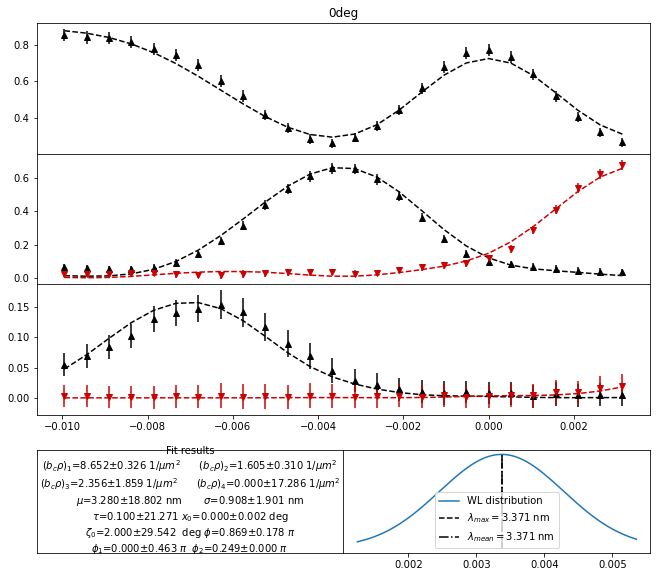 0deg
0.8
0.6
0.4
0.6
0.4
0.2
0.0
0.15
0.10
0.05
0.00
−0.010 −0.008 −0.006 −0.004 −0.002 0.000 0.002
Fit results
(b_cρ)_1=8.652±0.326 1/μm^2 (b_cρ)_2=1.605±0.310 1/μm^2
(b_cρ)_3=2.356±1.859 1/μm^2 (b_cρ)_4=0.000±17.286 1/μm^2
μ=3.280±18.802 nm σ=0.908±1.901 nm
τ=0.100±21.271 x_0=0.000±0.002 deg
ζ_0=2.000±29.542 deg ϕ=0.869±0.178 π
ϕ_1=0.000±0.463 π ϕ_2=0.249±0.000 π
WL distribution
λ_max = 3.371 nm
λ_mean = 3.371 nm
0.002 0.003 0.004 0.005